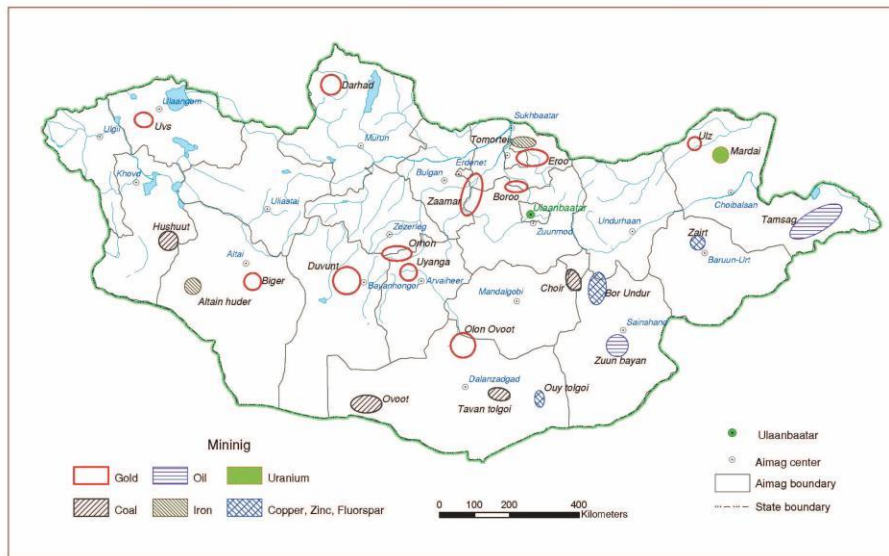 Darhad
Ulaangom
Uvs
Ulgii
Sukhbaatar
Tomortei
Ulz
Mardai
Murun
Eroo
Khovd
Erdenet
Bulgan
Boroo
Zaamar
Choibalsan
Uliastai
Ulaanbaatar
Tamsag
Hushuut
Zezerleg
Zuunmod
Undurhaan
Zairt
Orhon
Altai
Duvunt
Uyanga
Baruun-Urt
Biger
Bayanhongor
Arvaiheer
Choir
Bor Undur
Altain huder
Mandalgobi
Olon Ovoot
Sainahand
Zuun bayan
Dalanzadgad
Ovoot
Tavan tolgoi
Ouy tolgoi
Mininig
Gold
Oil
Uranium
Coal
Iron
Copper, Zinc, Fluorspar
200 100 0 200 400
Kilometers
Ulaanbaatar
Aimag center
Aimag boundary
State boundary